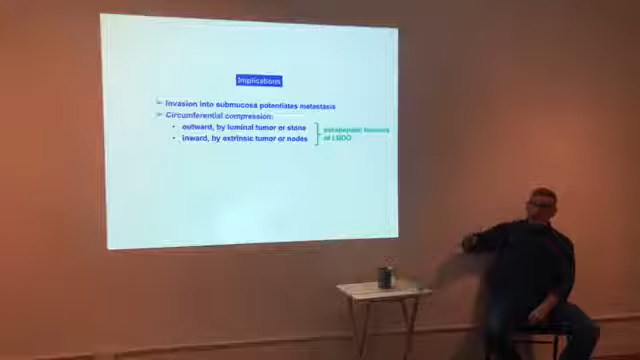 Implications
➢ Invasion into submucosa potentiates metastasis
➢ Circumferential compression:
• outward, by luminal tumor or stone
• inward, by extrinsic tumor or nodes